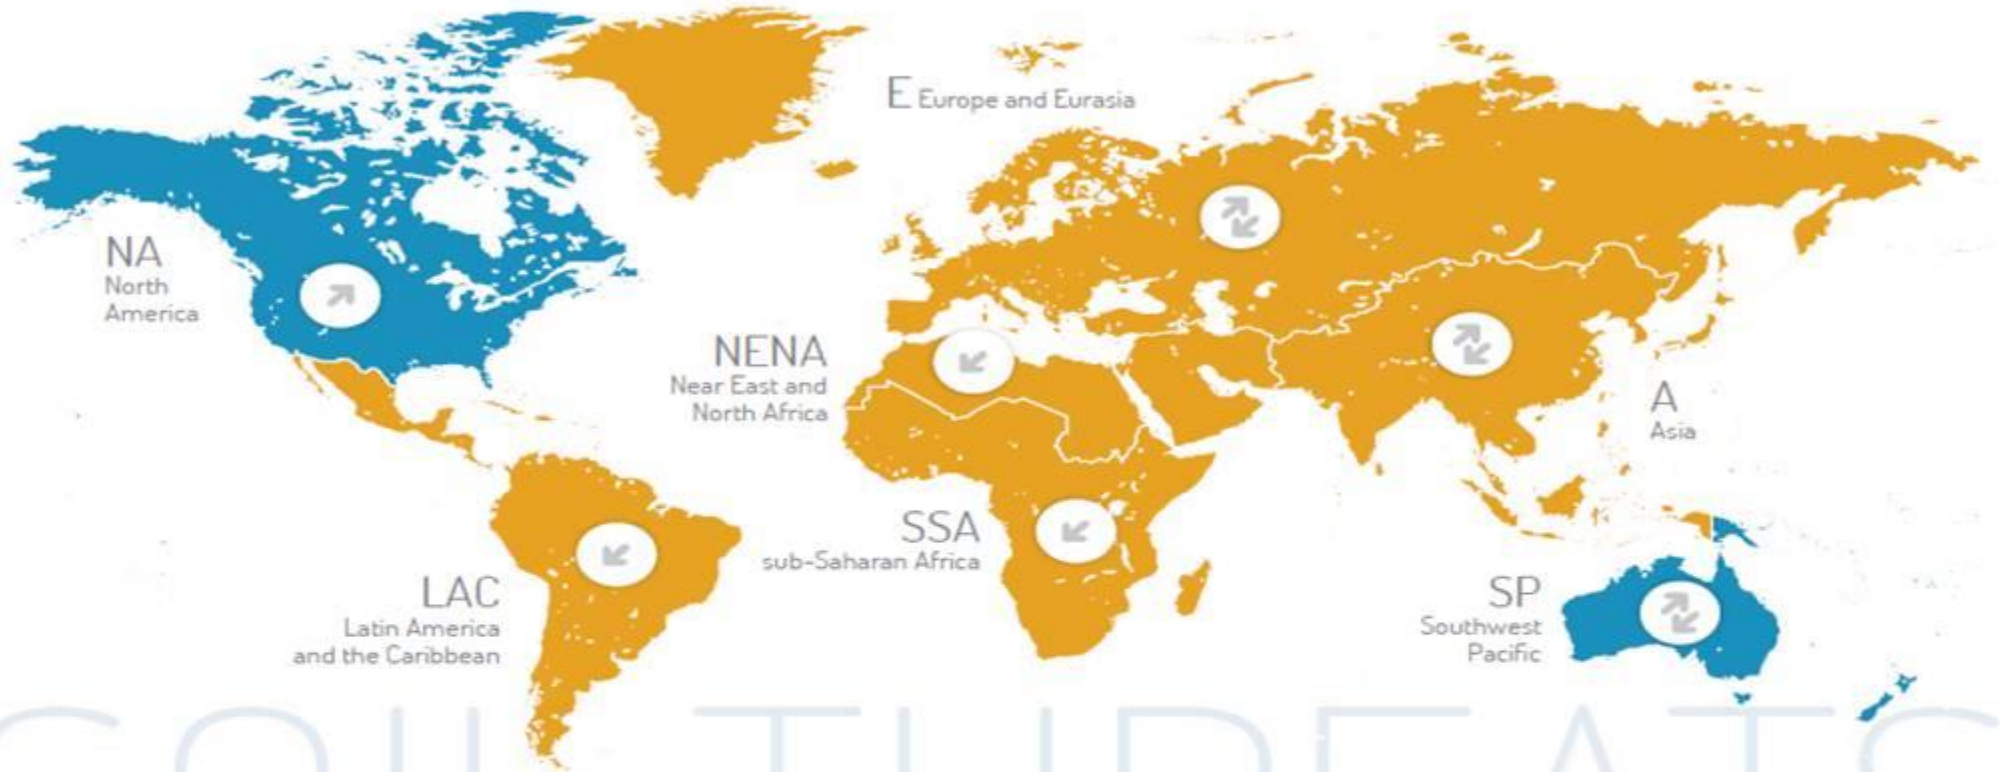 E Europe and Eurasia
NA
North
America
NENA
Near East and
North Africa
A
Asia
SSA
sub-Saharan Africa
LAC
Latin America
and the Caribbean
SP
Southwest
Pacific